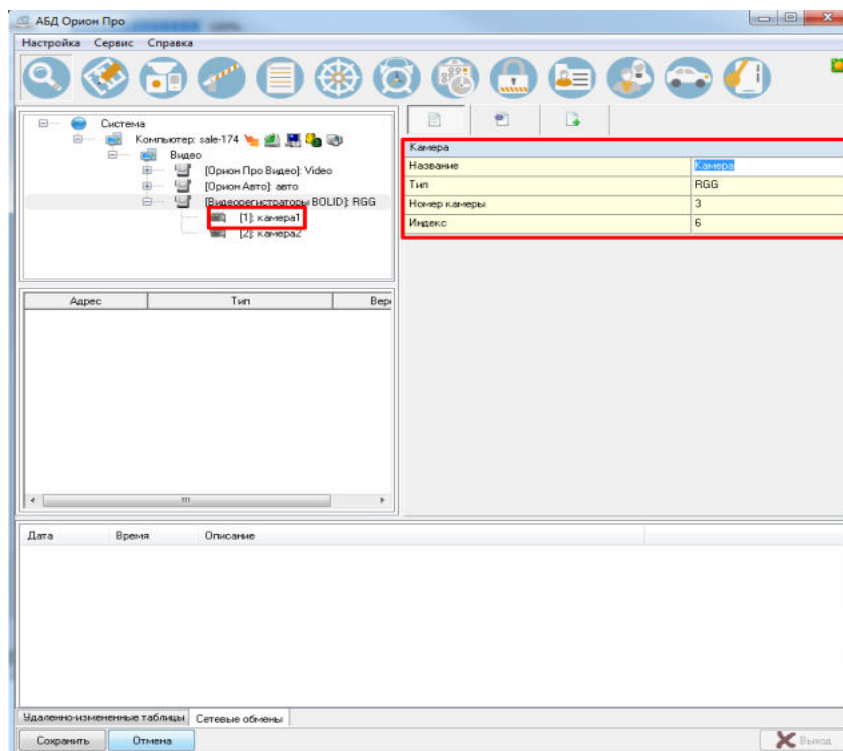 АБД Орион Про
Настройка Сервис Справка
Система
Компьютер: sale-174
Видео
[Орион Про Видео]: Video
[Орион Авто]: авто
[Видеорегистраторы BOLID]: RGG
[1]: камера1
[2]: камера2
Камера
Название Камера
Тип RGG
Номер камеры 3
Индекс 6
Адрес Тип Верс
Дата Время Описание
Удаленно-измененные таблицы Сетевые обмены
Сохранить Отмена Выход